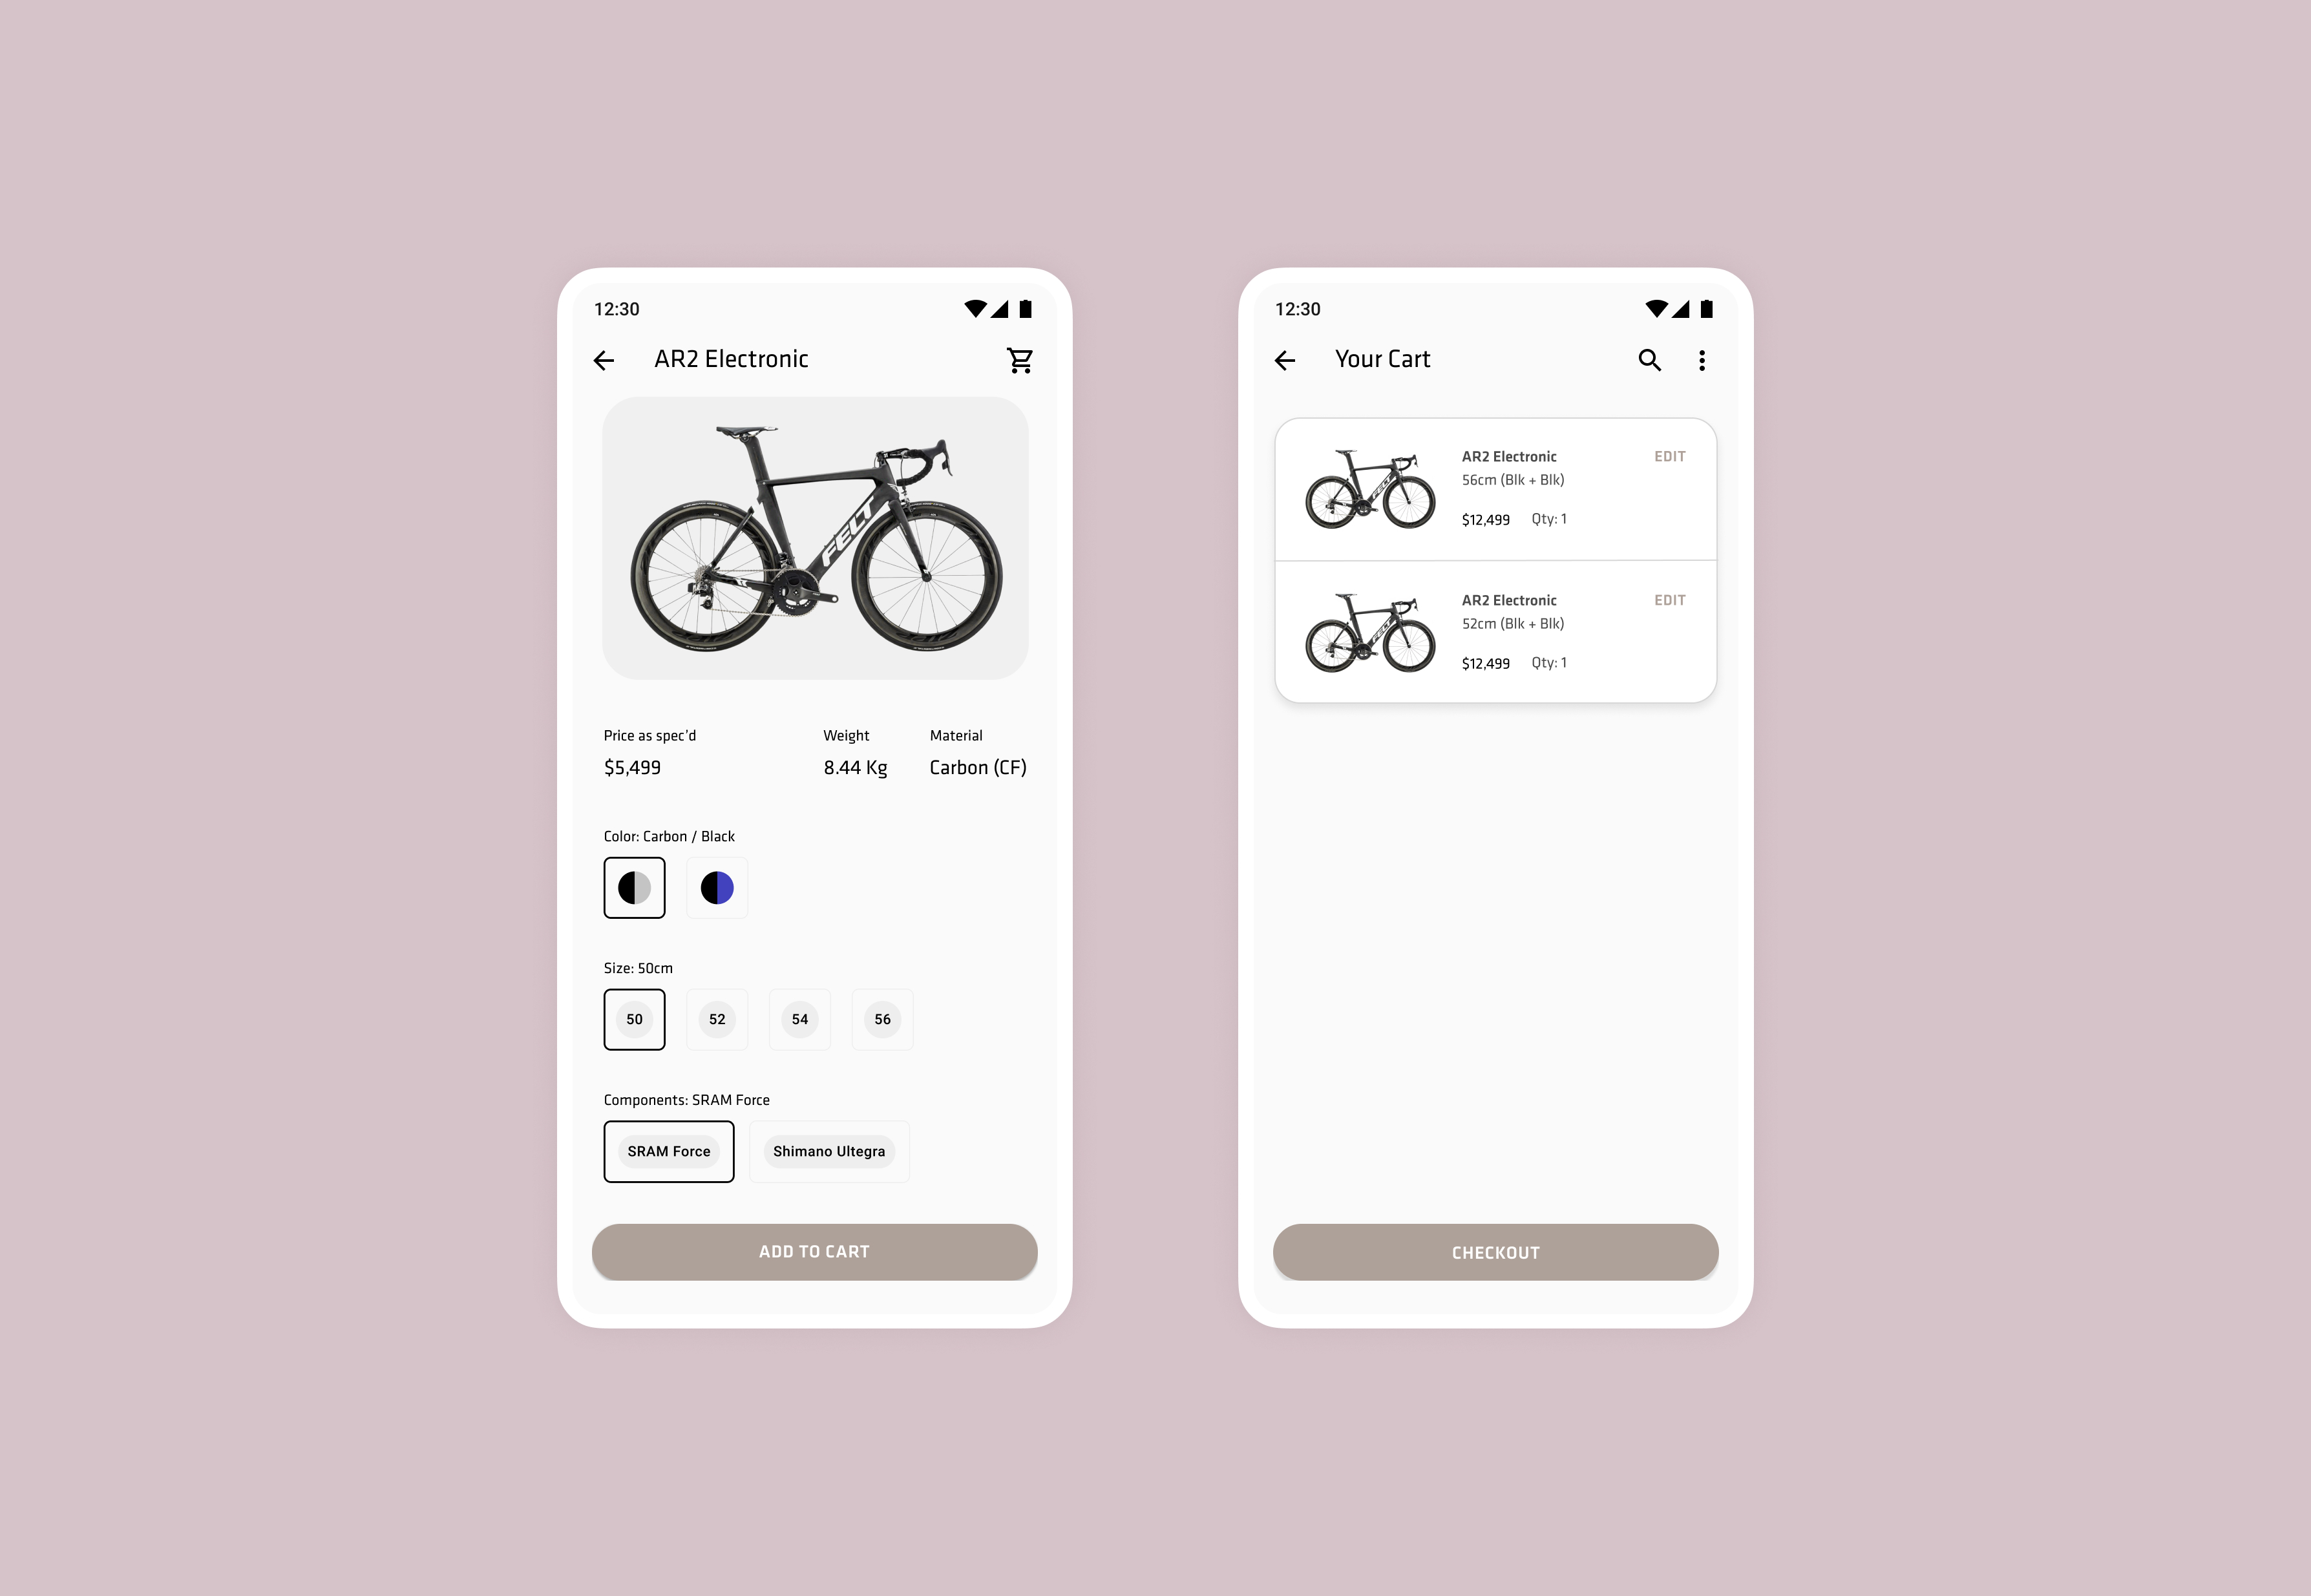 12:30
AR2 Electronic
FELT
Price as spec'd
Weight
Material
$5,499
8.44 Kg
Carbon (CF)
Color: Carbon / Black
Size: 50cm
50
52
54
56
Components: SRAM Force
SRAM Force
Shimano Ultegra
ADD TO CART
12:30
Your Cart
FELT
AR2 Electronic
EDIT
56cm (Blk + Blk)
$12,499
Qty: 1
FELT
AR2 Electronic
EDIT
52cm (Blk + Blk)
$12,499
Qty: 1
CHECKOUT